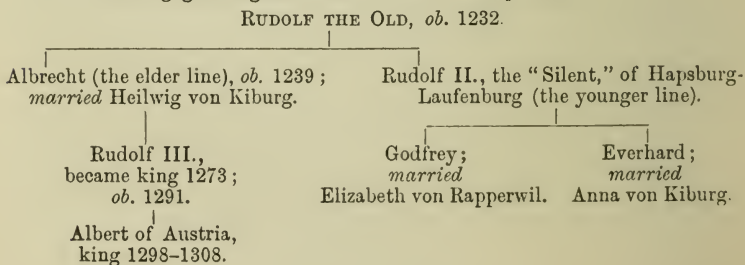 RUDOLF THE OLD, ob. 1232.
Albrecht (the elder line), ob. 1239;
married Heilwig von Kiburg.
Rudolf II., the "Silent," of Hapsburg-
Laufenburg (the younger line).
Rudolf III.,
became king 1273;
ob. 1291.
Godfrey;
married
Elizabeth von Rapperwil.
Everhard;
married
Anna von Kiburg.
Albert of Austria,
king 1298–1308.